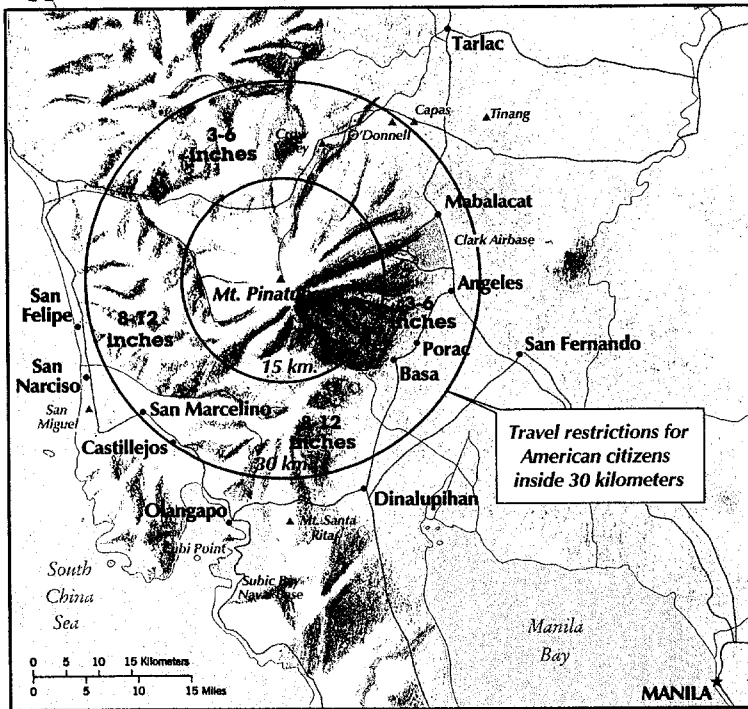 Tarlac
Capas
Tinang
O'Donnell
3-6
inches
Mabalacat
Clark Airbase
Mt. Pinatu
Angeles
San
Felipe
8-12
inches
3-6
inches
Porac
San Fernando
15 km.
Basa
San
Narciso
San
Miguel
San Marcelino
8-12
inches
Castillejos
30 km.
Travel restrictions for
American citizens
inside 30 kilometers
Dinalupihan
Olangapo
Mt. Santa
Rita
Cubi Point
South
China
Sea
Subic Bay
Naval Base
Manila
Bay
0 5 10 15 Kilometers
0 5 10 15 Miles
MANILA